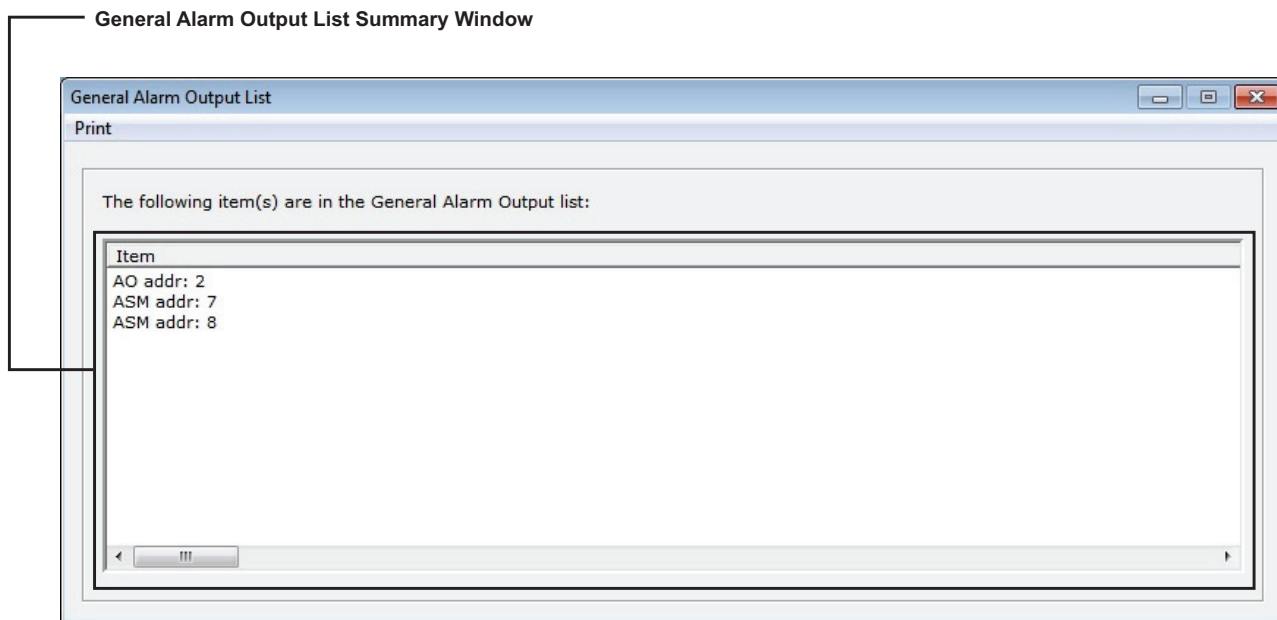 General Alarm Output List Summary Window
General Alarm Output List
Print
The following item(s) are in the General Alarm Output list:
Item
AO addr: 2
ASM addr: 7
ASM addr: 8